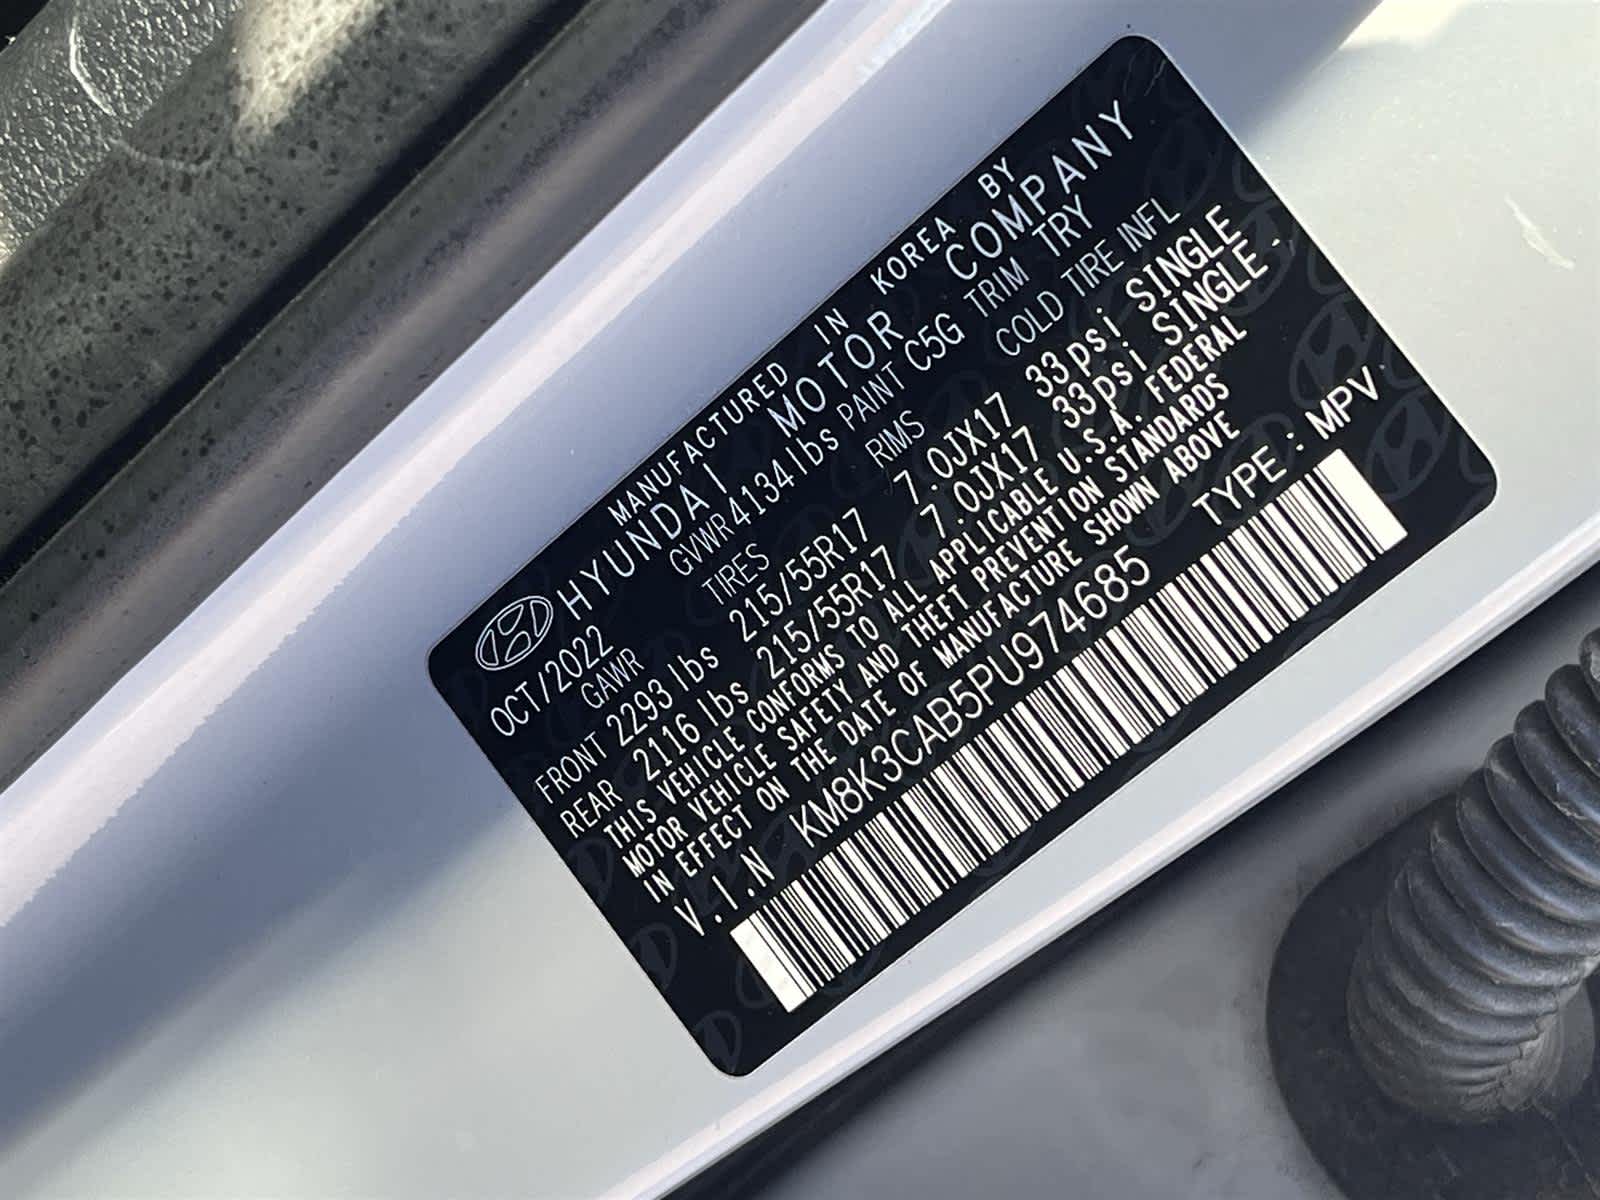 MANUFACTURED IN KOREA BY
HYUNDAI MOTOR COMPANY
OCT/2022 GVWR 4134lbs PAINT C5G TRIM TRY
GAWR TIRES RIMS COLD TIRE INFL
FRONT 2293 lbs 215/55R17 7.0JX17 33psi SINGLE
REAR 2116 lbs 215/55R17 7.0JX17 33psi SINGLE
THIS VEHICLE CONFORMS TO ALL APPLICABLE U.S.A. FEDERAL
MOTOR VEHICLE SAFETY AND THEFT PREVENTION STANDARDS
IN EFFECT ON THE DATE OF MANUFACTURE SHOWN ABOVE
V.I.N KM8K3CAB5PU974685 TYPE : MPV